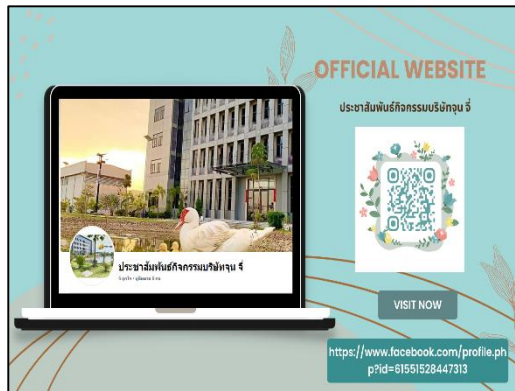 OFFICIAL WEBSITE
ประชาสัมพันธ์กิจกรรมบริษัทจุน จี่
ประชาสัมพันธ์กิจกรรมบริษัทจุน จี่
VISIT NOW
https://www.facebook.com/profile.ph
p?id=61551528447313